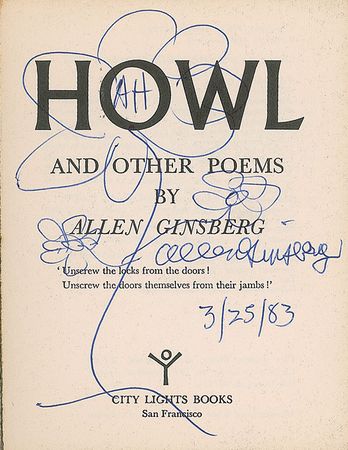 HOWL
AH
AND OTHER POEMS
BY
ALLEN GINSBERG
Allen Ginsberg
'Unscrew the locks from the doors!
Unscrew the doors themselves from their jambs!'
3/25/83
CITY LIGHTS BOOKS
San Francisco